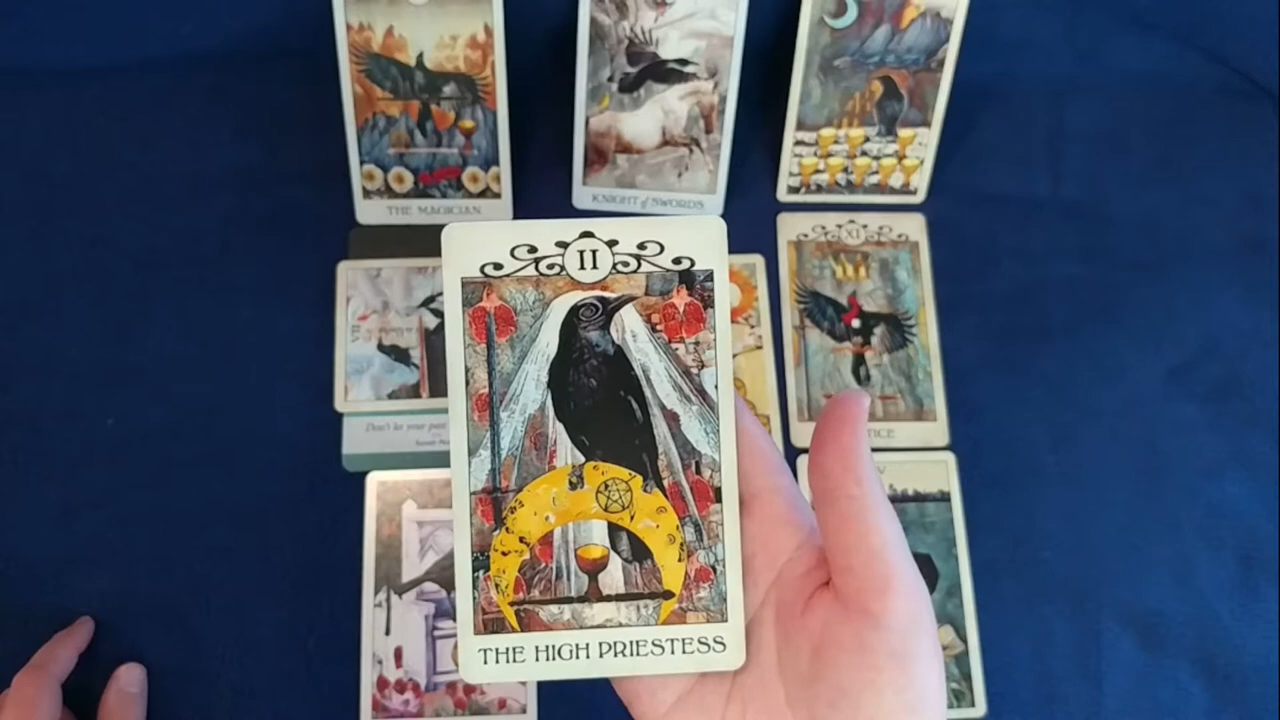 THE MAGICIAN
KNIGHT of SWORDS
II
XI
Don't let your past
THE HIGH PRIESTESS